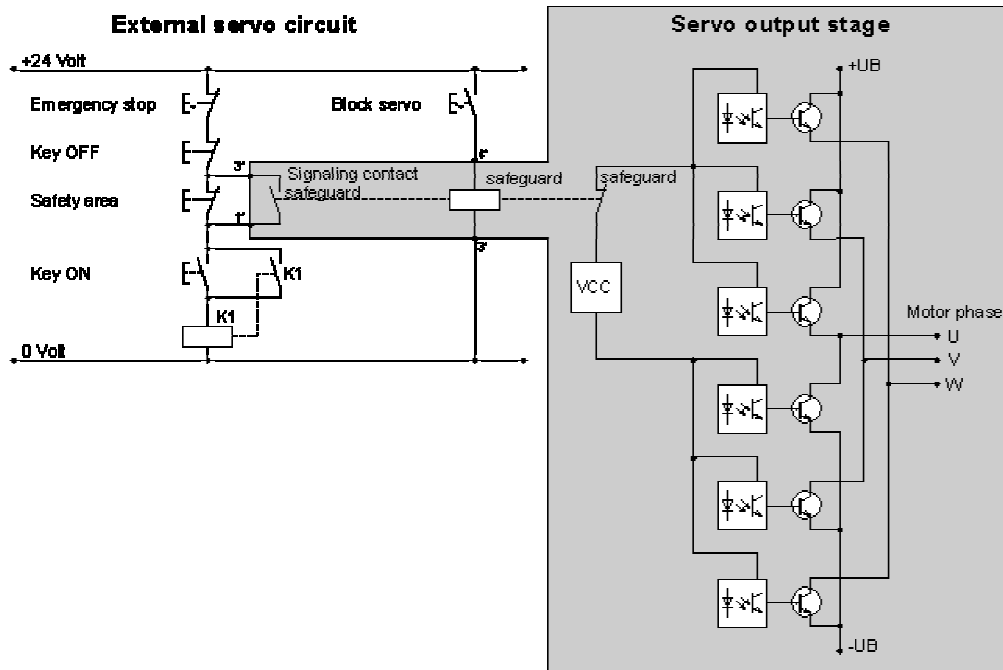 External servo circuit
Servo output stage
+24 Volt
+UB
Emergency stop
Block servo
Key OFF
3'
4'
Signaling contact
safeguard
safeguard
safeguard
Safety area
1'
3'
Key ON
K1
VCC
K1
Motor phase
U
0 Volt
V
W
-UB